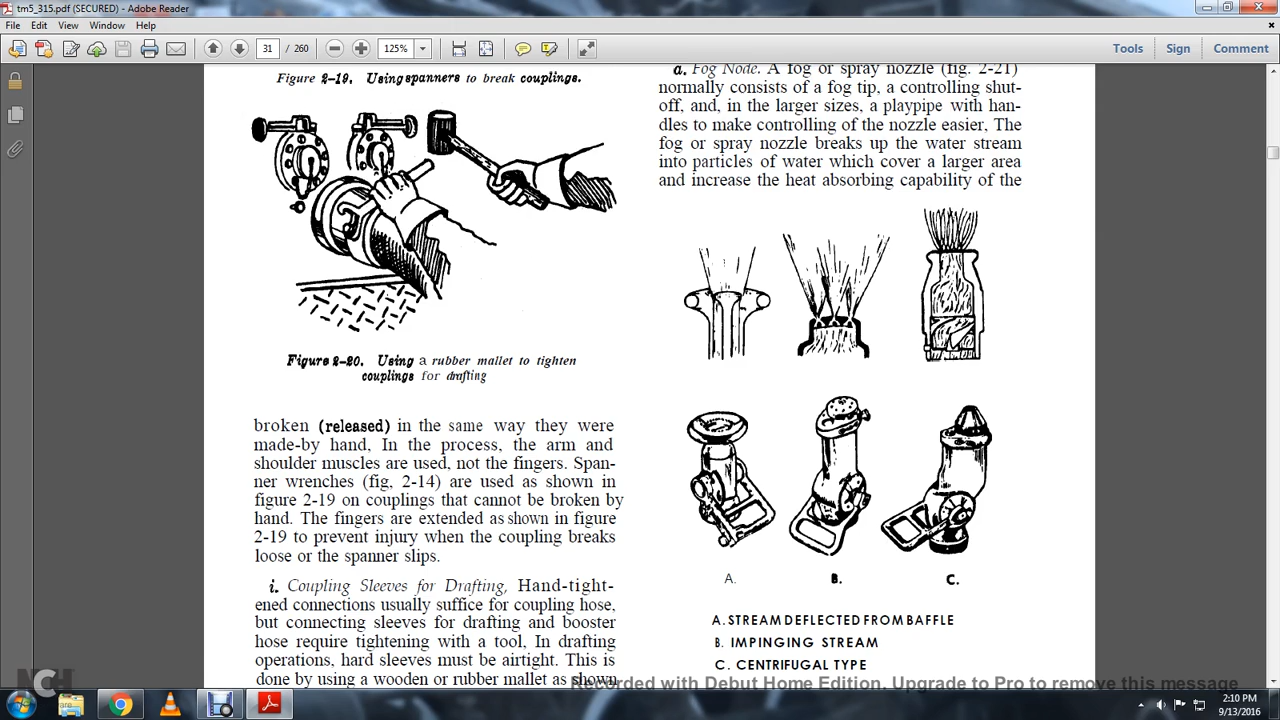 tm5_315.pdf (SECURED) - Adobe Reader
File Edit View Window Help
31 / 260 125% Tools Sign Comment
Figure 2-19. Using spanners to break couplings.
Figure 2-20. Using a rubber mallet to tighten
couplings for drafting
broken (released) in the same way they were
made-by hand, In the process, the arm and
shoulder muscles are used, not the fingers. Span-
ner wrenches (fig. 2-14) are used as shown in
figure 2-19 on couplings that cannot be broken by
hand. The fingers are extended as shown in figure
2-19 to prevent injury when the coupling breaks
loose or the spanner slips.
i. Coupling Sleeves for Drafting, Hand-tight-
ened connections usually suffice for coupling hose,
but connecting sleeves for drafting and booster
hose require tightening with a tool, In drafting
operations, hard sleeves must be airtight. This is
done by using a wooden or rubber mallet as shown
a. Fog Node. A fog or spray nozzle (fig. 2-21)
normally consists of a fog tip, a controlling shut-
off, and, in the larger sizes, a playpipe with han-
dles to make controlling of the nozzle easier, The
fog or spray nozzle breaks up the water stream
into particles of water which cover a larger area
and increase the heat absorbing capability of the
A. B. C.
A. STREAM DEFLECTED FROM BAFFLE
B. IMPINGING STREAM
C. CENTRIFUGAL TYPE
NCH
Recorded with Debut Home Edition. Upgrade to Pro to remove this message
2:10 PM
9/13/2016